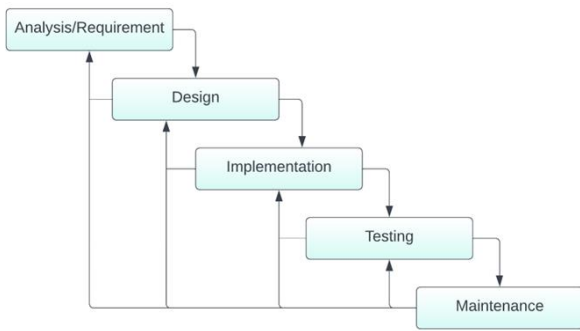 Analysis/Requirement
Design
Implementation
Testing
Maintenance